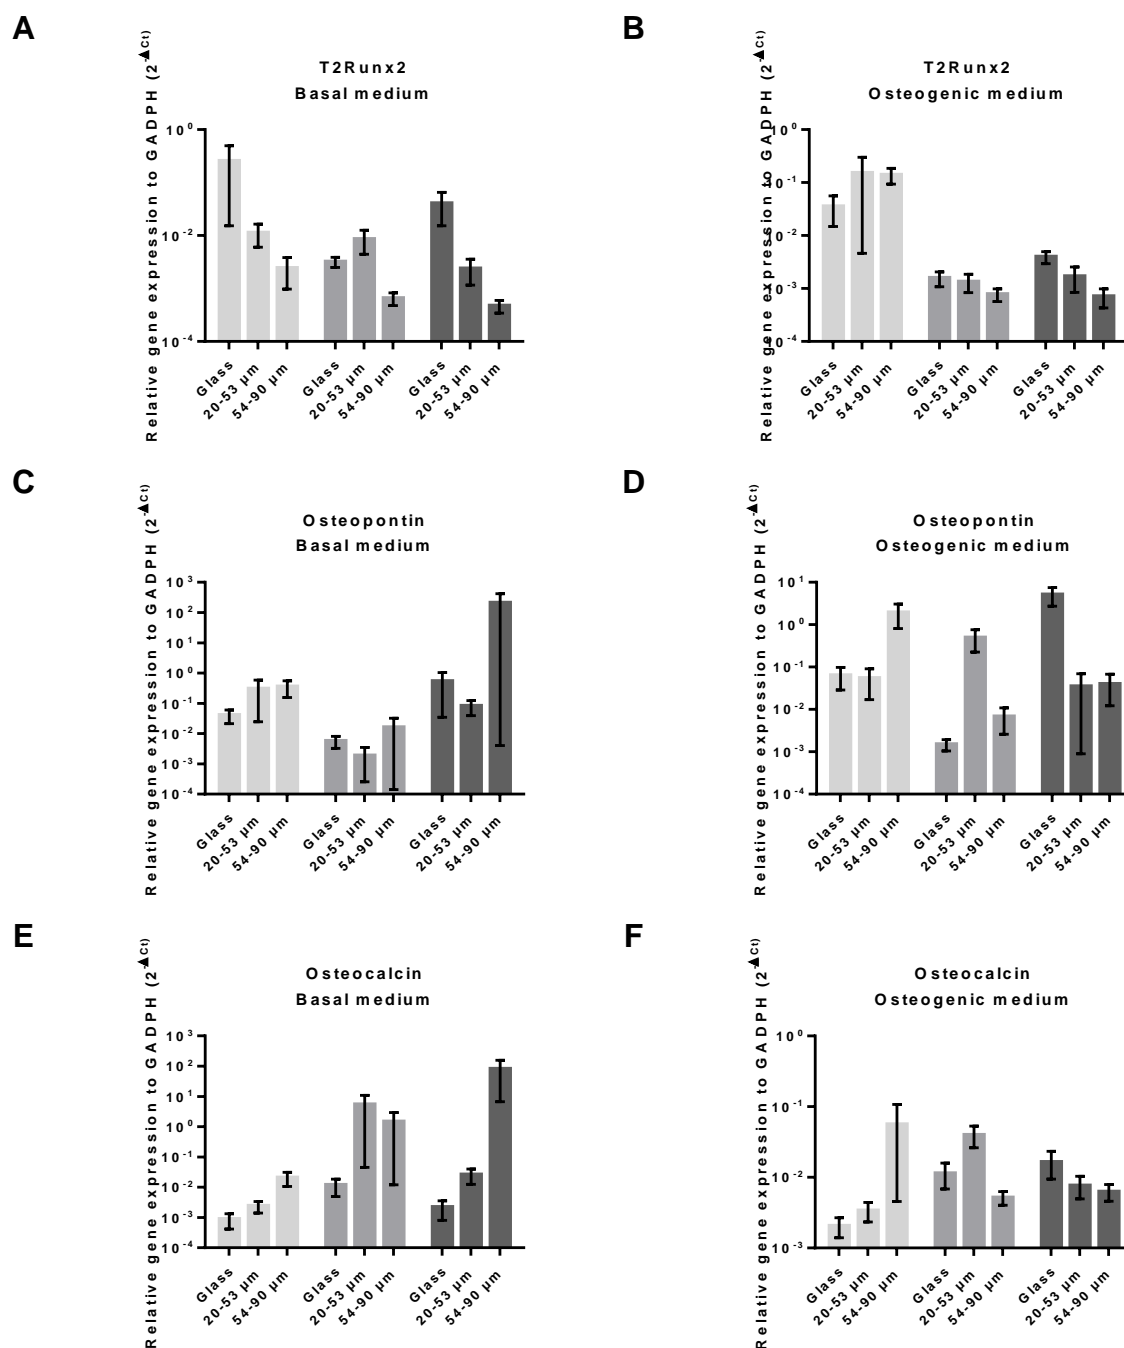 A
T2Runx2
Basal medium
Relative gene expression to GADPH (2^-▲Ct)
10^0
10^-2
10^-4
Glass
20-53 µm
54-90 µm
Glass
20-53 µm
54-90 µm
Glass
20-53 µm
54-90 µm
B
T2Runx2
Osteogenic medium
Relative gene expression to GADPH (2^-▲Ct)
10^0
10^-1
10^-2
10^-3
10^-4
Glass
20-53 µm
54-90 µm
Glass
20-53 µm
54-90 µm
Glass
20-53 µm
54-90 µm
C
Osteopontin
Basal medium
Relative gene expression to GADPH (2^-▲Ct)
10^3
10^2
10^1
10^0
10^-1
10^-2
10^-3
10^-4
Glass
20-53 µm
54-90 µm
Glass
20-53 µm
54-90 µm
Glass
20-53 µm
54-90 µm
D
Osteopontin
Osteogenic medium
Relative gene expression to GADPH (2^-▲Ct)
10^1
10^0
10^-1
10^-2
10^-3
10^-4
Glass
20-53 µm
54-90 µm
Glass
20-53 µm
54-90 µm
Glass
20-53 µm
54-90 µm
E
Osteocalcin
Basal medium
Relative gene expression to GADPH (2^-▲Ct)
10^3
10^2
10^1
10^0
10^-1
10^-2
10^-3
10^-4
Glass
20-53 µm
54-90 µm
Glass
20-53 µm
54-90 µm
Glass
20-53 µm
54-90 µm
F
Osteocalcin
Osteogenic medium
Relative gene expression to GADPH (2^-▲Ct)
10^0
10^-1
10^-2
10^-3
Glass
20-53 µm
54-90 µm
Glass
20-53 µm
54-90 µm
Glass
20-53 µm
54-90 µm